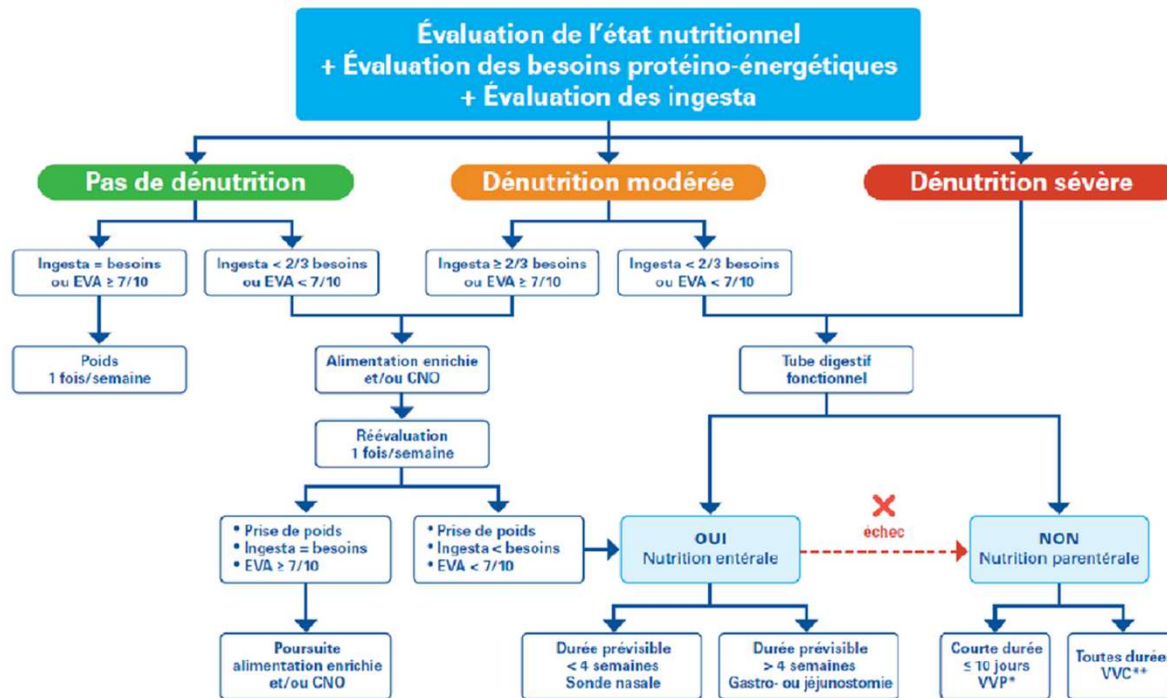 Évaluation de l'état nutritionnel
+ Évaluation des besoins protéino-énergétiques
+ Évaluation des ingesta
Pas de dénutrition
Dénutrition modérée
Dénutrition sévère
Ingesta = besoins
ou EVA ≥ 7/10
Ingesta < 2/3 besoins
ou EVA < 7/10
Ingesta ≥ 2/3 besoins
ou EVA ≥ 7/10
Ingesta < 2/3 besoins
ou EVA < 7/10
Poids
1 fois/semaine
Alimentation enrichie
et/ou CNO
Tube digestif
fonctionnel
Réévaluation
1 fois/semaine
• Prise de poids
• Ingesta = besoins
• EVA ≥ 7/10
• Prise de poids
• Ingesta < besoins
• EVA < 7/10
OUI
Nutrition entérale
échec
NON
Nutrition parentérale
Poursuite
alimentation enrichie
et/ou CNO
Durée prévisible
< 4 semaines
Sonde nasale
Durée prévisible
> 4 semaines
Gastro- ou jéjunostomie
Courte durée
≤ 10 jours
VVP*
Toutes durées
VVC**